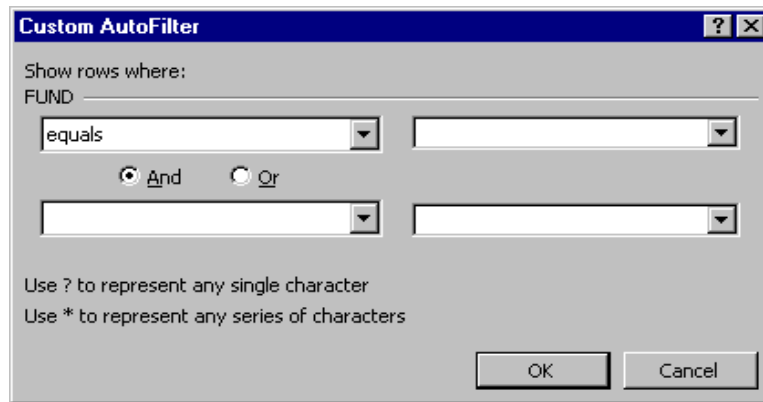 Custom AutoFilter ?
Show rows where:
FUND
equals
And Or
Use ? to represent any single character
Use * to represent any series of characters
OK Cancel